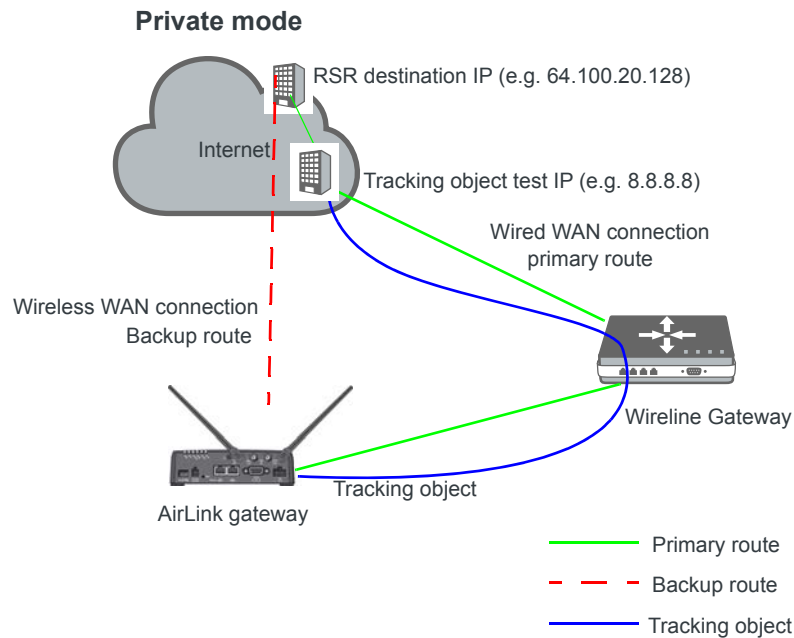 Private mode
RSR destination IP (e.g. 64.100.20.128)
Internet
Tracking object test IP (e.g. 8.8.8.8)
Wired WAN connection
primary route
Wireless WAN connection
Backup route
Wireline Gateway
Tracking object
AirLink gateway
Primary route
Backup route
Tracking object